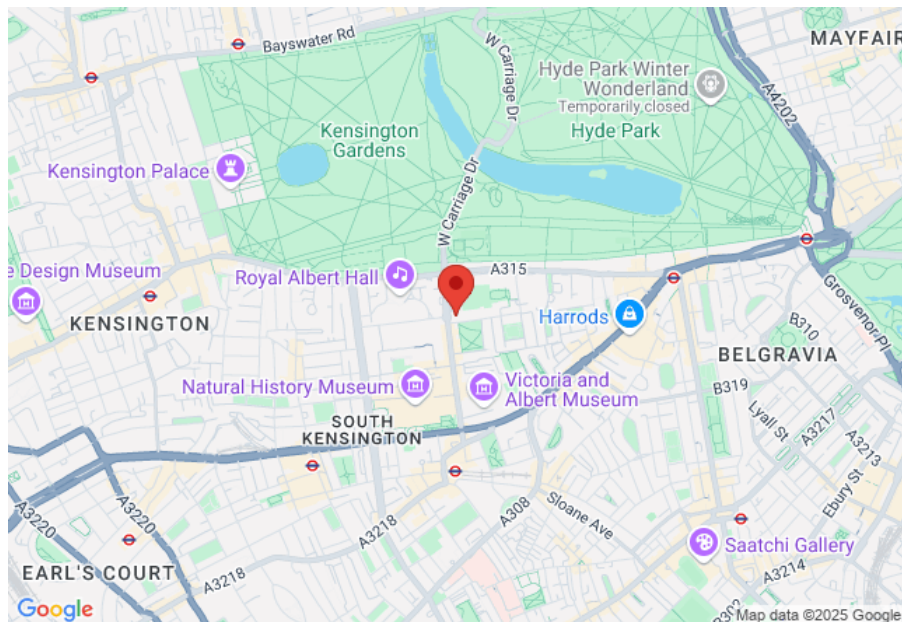 Bayswater Rd
W Carriage Dr
MAYFAIR
Hyde Park Winter
Wonderland
Temporarily closed
A4202
Kensington
Gardens
Hyde Park
Kensington Palace
W Carriage Dr
e Design Museum
Royal Albert Hall
A315
Grosvenor Pl
KENSINGTON
Harrods
B310
BELGRAVIA
Natural History Museum
Victoria and
Albert Museum
B319
SOUTH
KENSINGTON
Lyall St
A3217
A3213
Ebury St
A3220
A3220
A308
Sloane Ave
A3218
Saatchi Gallery
EARL'S COURT
A3218
A3214
B302
Google
Map data ©2025 Google